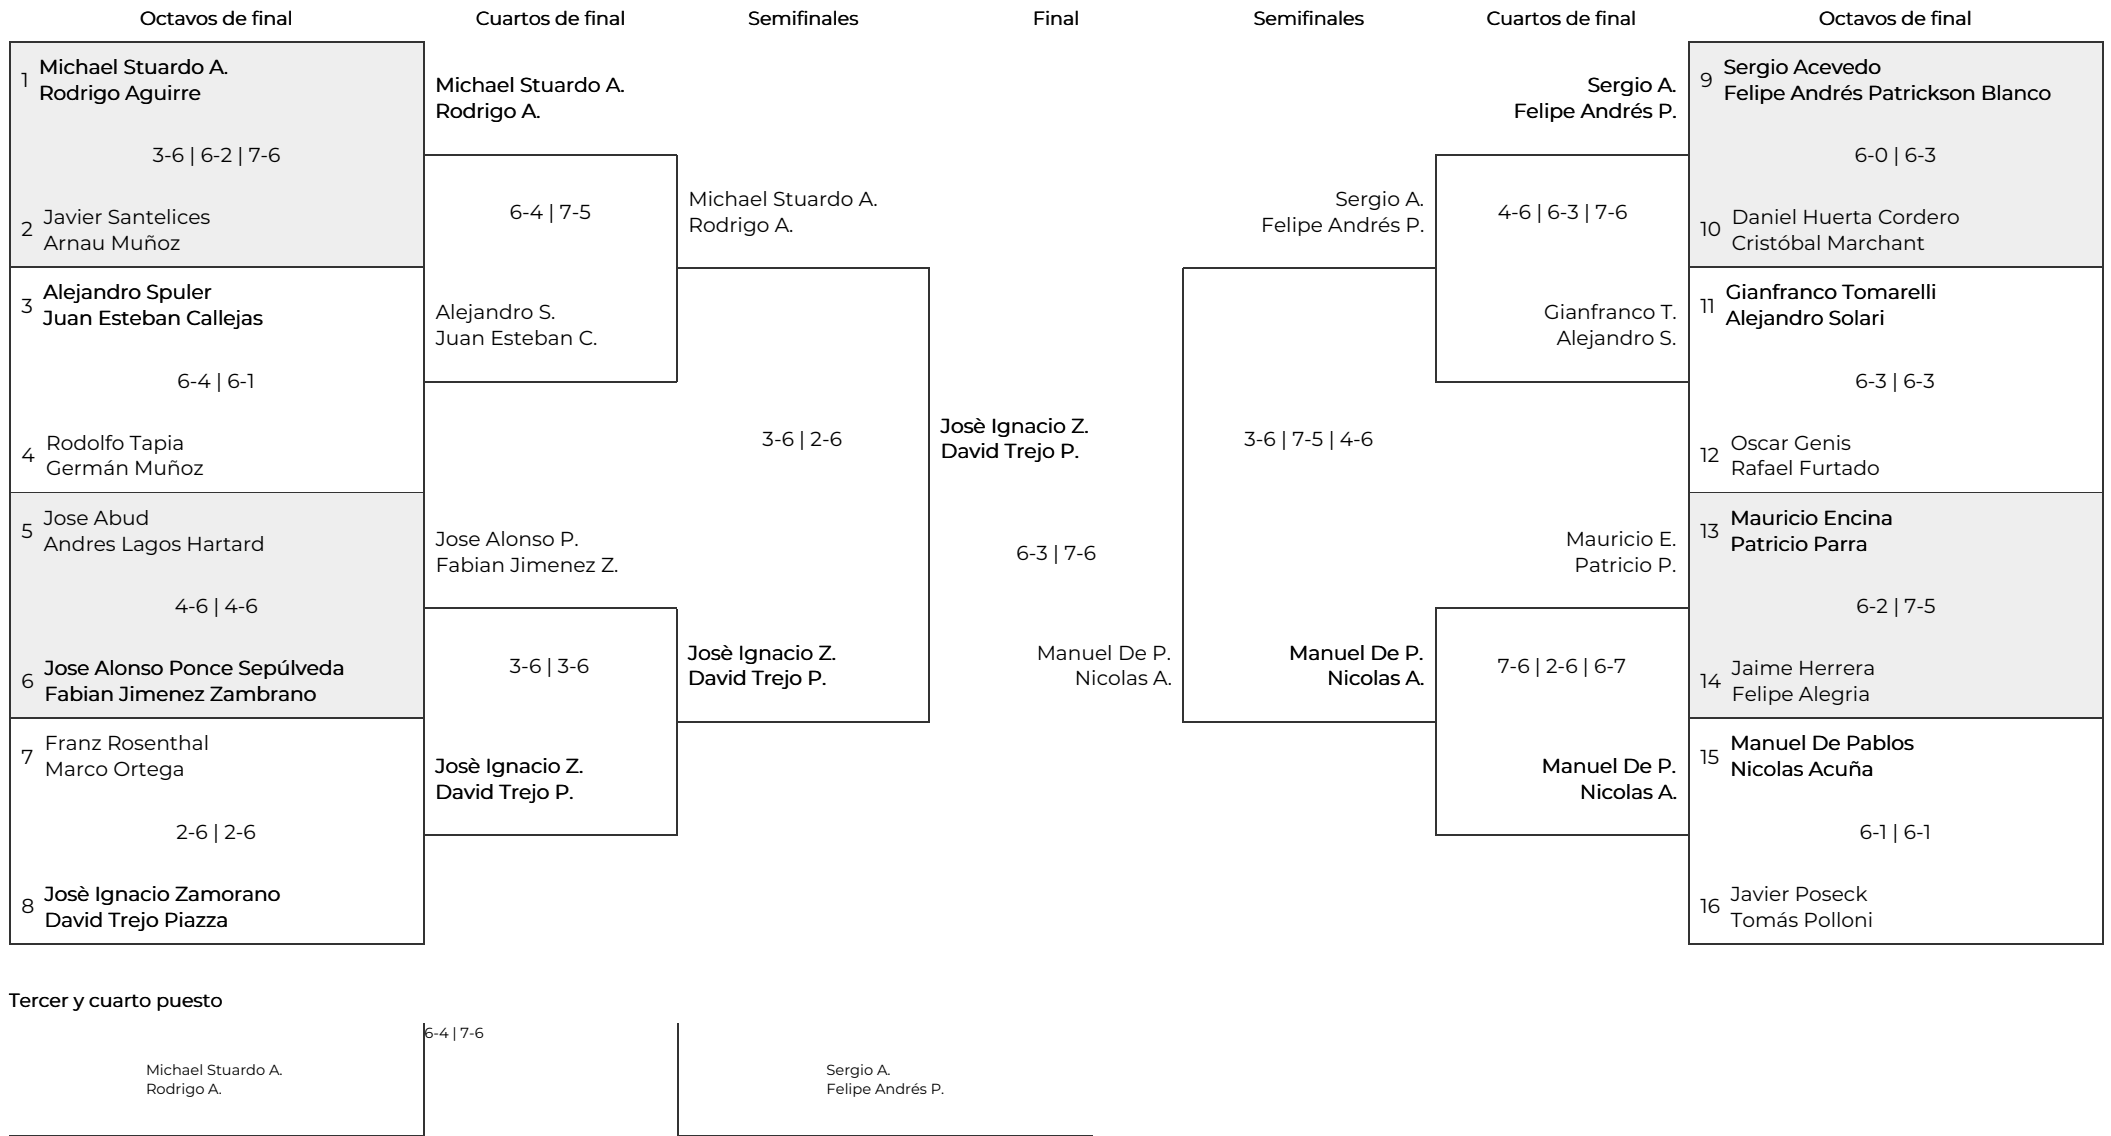 Octavos de final
Cuartos de final
Semifinales
Final
Semifinales
Cuartos de final
Octavos de final
1
Michael Stuardo A.
Rodrigo Aguirre
3-6 | 6-2 | 7-6
2
Javier Santelices
Arnau Muñoz
3
Alejandro Spuler
Juan Esteban Callejas
6-4 | 6-1
4
Rodolfo Tapia
Germán Muñoz
5
Jose Abud
Andres Lagos Hartard
4-6 | 4-6
6
Jose Alonso Ponce Sepúlveda
Fabian Jimenez Zambrano
7
Franz Rosenthal
Marco Ortega
2-6 | 2-6
8
Josè Ignacio Zamorano
David Trejo Piazza
Michael Stuardo A.
Rodrigo A.
6-4 | 7-5
Alejandro S.
Juan Esteban C.
Jose Alonso P.
Fabian Jimenez Z.
3-6 | 3-6
Josè Ignacio Z.
David Trejo P.
Michael Stuardo A.
Rodrigo A.
3-6 | 2-6
Josè Ignacio Z.
David Trejo P.
Josè Ignacio Z.
David Trejo P.
6-3 | 7-6
Manuel De P.
Nicolas A.
Sergio A.
Felipe Andrés P.
3-6 | 7-5 | 4-6
Manuel De P.
Nicolas A.
Sergio A.
Felipe Andrés P.
4-6 | 6-3 | 7-6
Gianfranco T.
Alejandro S.
Mauricio E.
Patricio P.
7-6 | 2-6 | 6-7
Manuel De P.
Nicolas A.
9
Sergio Acevedo
Felipe Andrés Patrickson Blanco
6-0 | 6-3
10
Daniel Huerta Cordero
Cristóbal Marchant
11
Gianfranco Tomarelli
Alejandro Solari
6-3 | 6-3
12
Oscar Genis
Rafael Furtado
13
Mauricio Encina
Patricio Parra
6-2 | 7-5
14
Jaime Herrera
Felipe Alegria
15
Manuel De Pablos
Nicolas Acuña
6-1 | 6-1
16
Javier Poseck
Tomás Polloni
Tercer y cuarto puesto
Michael Stuardo A.
Rodrigo A.
6-4 | 7-6
Sergio A.
Felipe Andrés P.